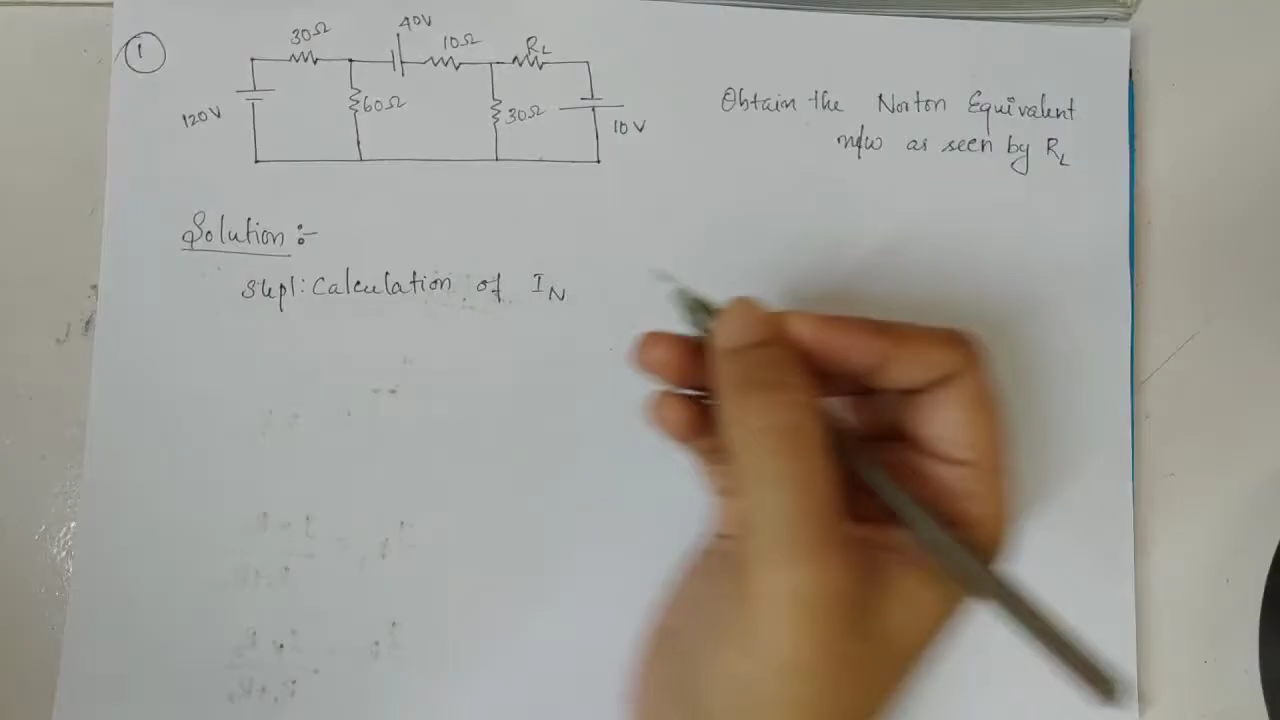 1
40V
30Ω
10Ω
RL
60Ω
30Ω
120V
10V
Obtain the Norton Equivalent
n/w as seen by RL
Solution :-
Step1: Calculation of IN